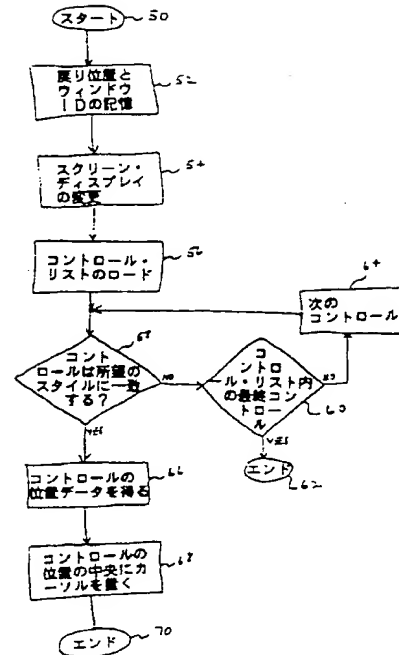 スタート
50
戻り位置と
ウィンドウ
IDの記憶
52
スクリーン・
ディスプレイ
の変更
54
コントロール・
リストのロード
56
次の
コントロール
64
コント
ロールは所望の
スタイルに一致
する?
NO
YES
コ
ントロ
ール・リスト内
の最終コン
トロー
ル
60
NO
YES
エンド
62
コントロールの
位置データを得る
66
コントロールの
位置の中央にカ
ーソルを置く
68
エンド
70